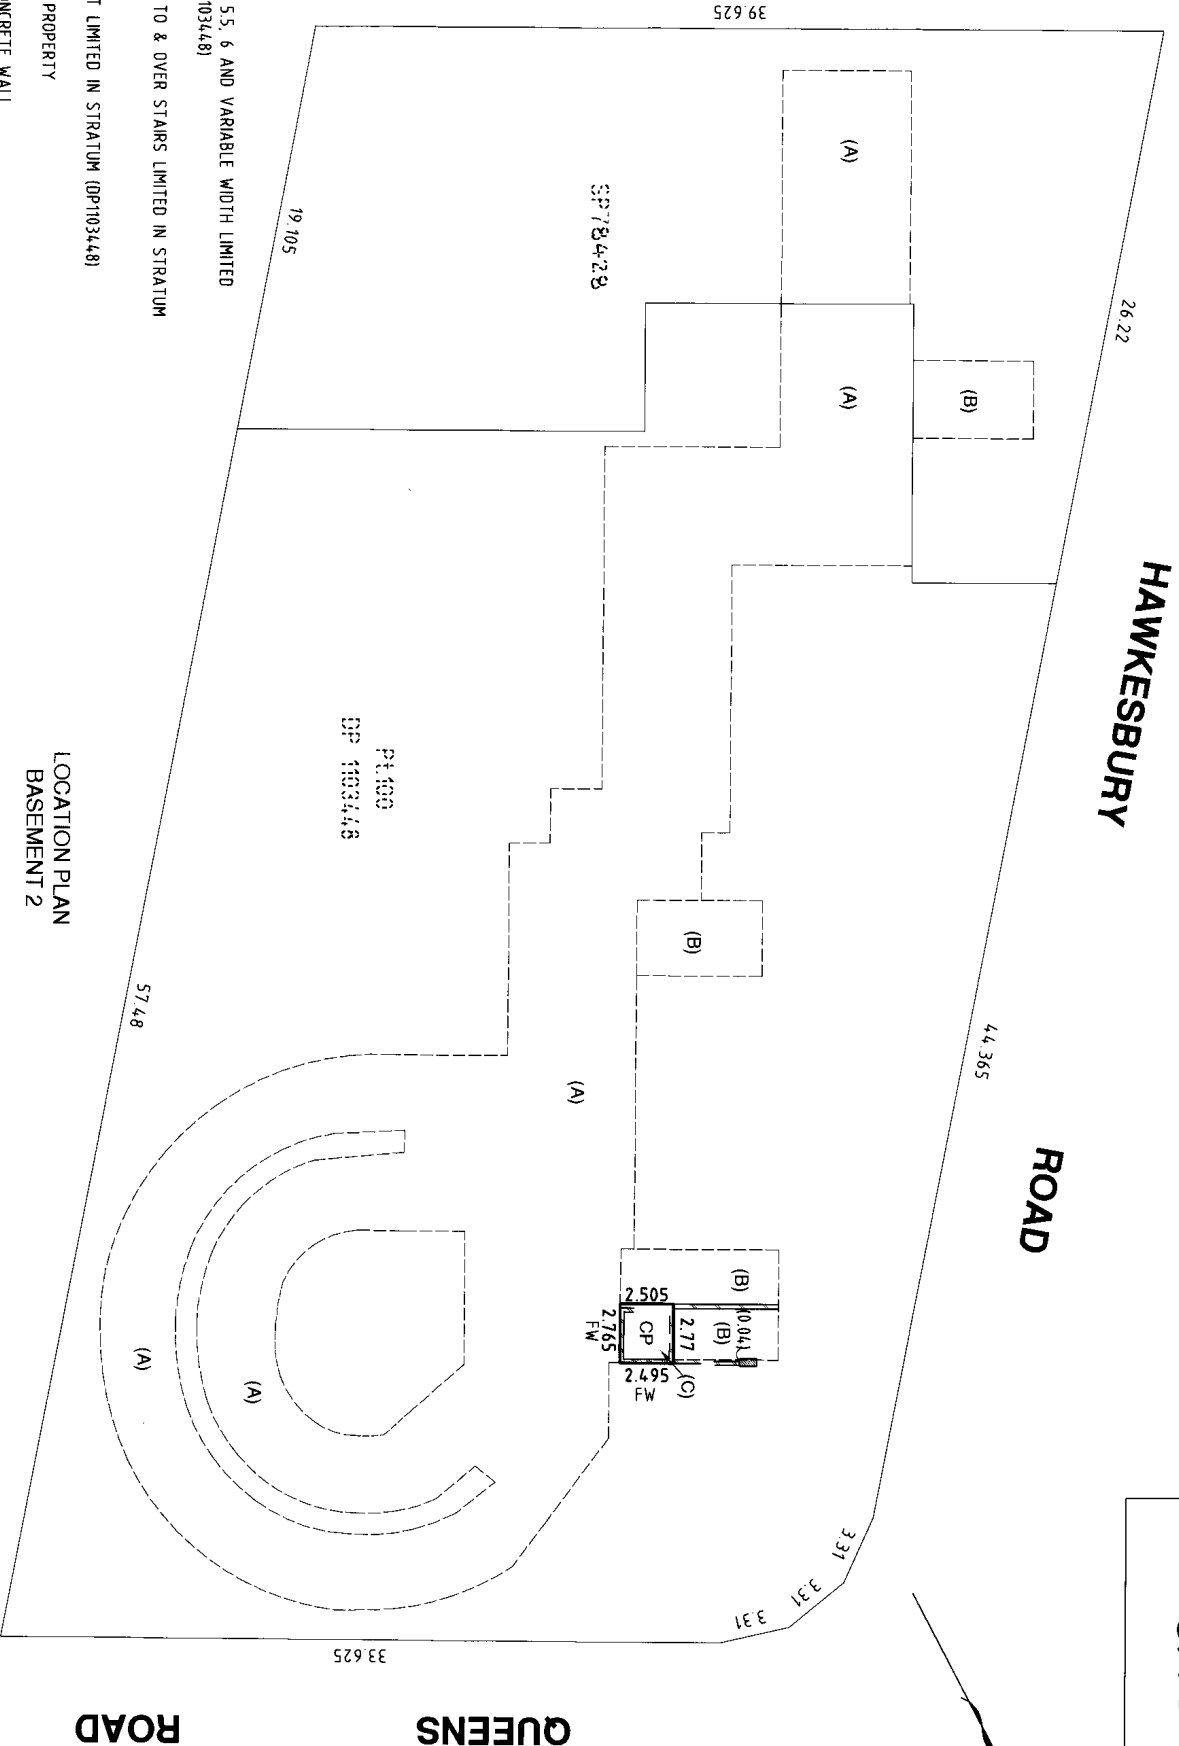 HAWKESBURY
ROAD
QUEENS
ROAD
39.625
26.22
44.365
3.31
3.31
3.31
33.625
57.48
19.105
SP78428
Pt.100
DP 1103448
(A)
(A)
(B)
(B)
(A)
(B)
(B)
(0.04)
2.505
2.77
CP
2.765
FW
2.495
FW
(C)
(A)
(A)
5.5, 6 AND VARIABLE WIDTH LIMITED
103448)
TO & OVER STAIRS LIMITED IN STRATUM
T LIMITED IN STRATUM (DP1103448)
PROPERTY
LOCATION PLAN
BASEMENT 2